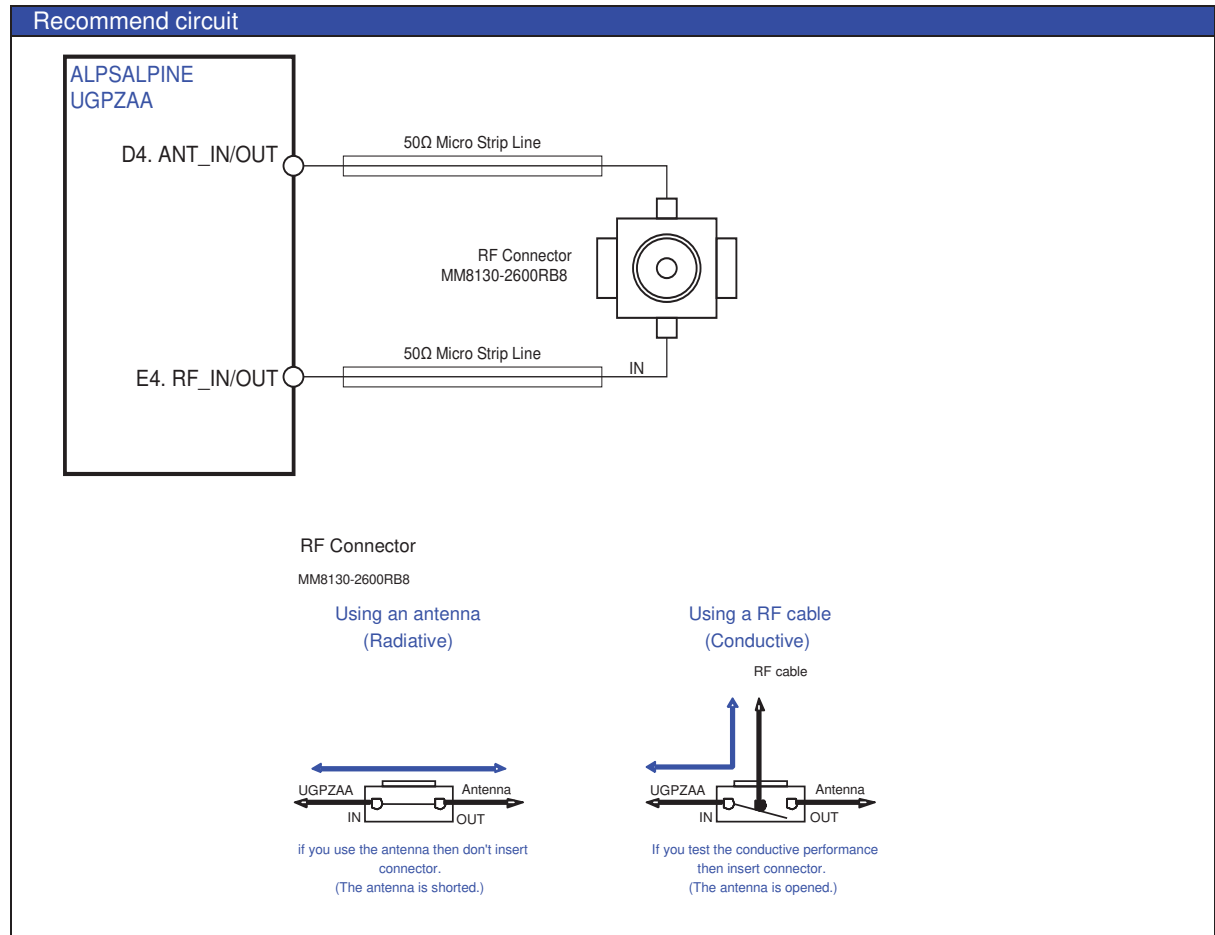 Recommend circuit
ALPSALPINE
UGPZAA
D4. ANT_IN/OUT
50Ω Micro Strip Line
RF Connector
MM8130-2600RB8
50Ω Micro Strip Line
E4. RF_IN/OUT
IN
RF Connector
MM8130-2600RB8
Using an antenna
(Radiative)
UGPZAA
Antenna
IN
OUT
if you use the antenna then don't insert
connector.
(The antenna is shorted.)
Using a RF cable
(Conductive)
RF cable
UGPZAA
Antenna
IN
OUT
If you test the conductive performance
then insert connector.
(The antenna is opened.)